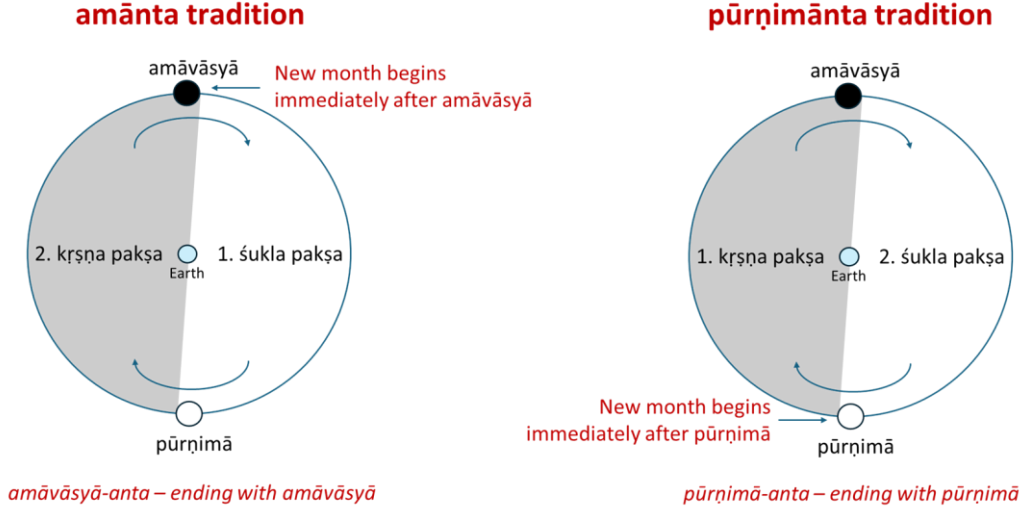 amānta tradition
amāvāsyā
New month begins
immediately after amāvāsyā
2. kṛṣṇa pakṣa
1. śukla pakṣa
Earth
pūrṇimā
amāvāsyā-anta – ending with amāvāsyā
pūrṇimānta tradition
amāvāsyā
1. kṛṣṇa pakṣa
2. śukla pakṣa
Earth
New month begins
immediately after pūrṇimā
pūrṇimā
pūrṇimā-anta – ending with pūrṇimā